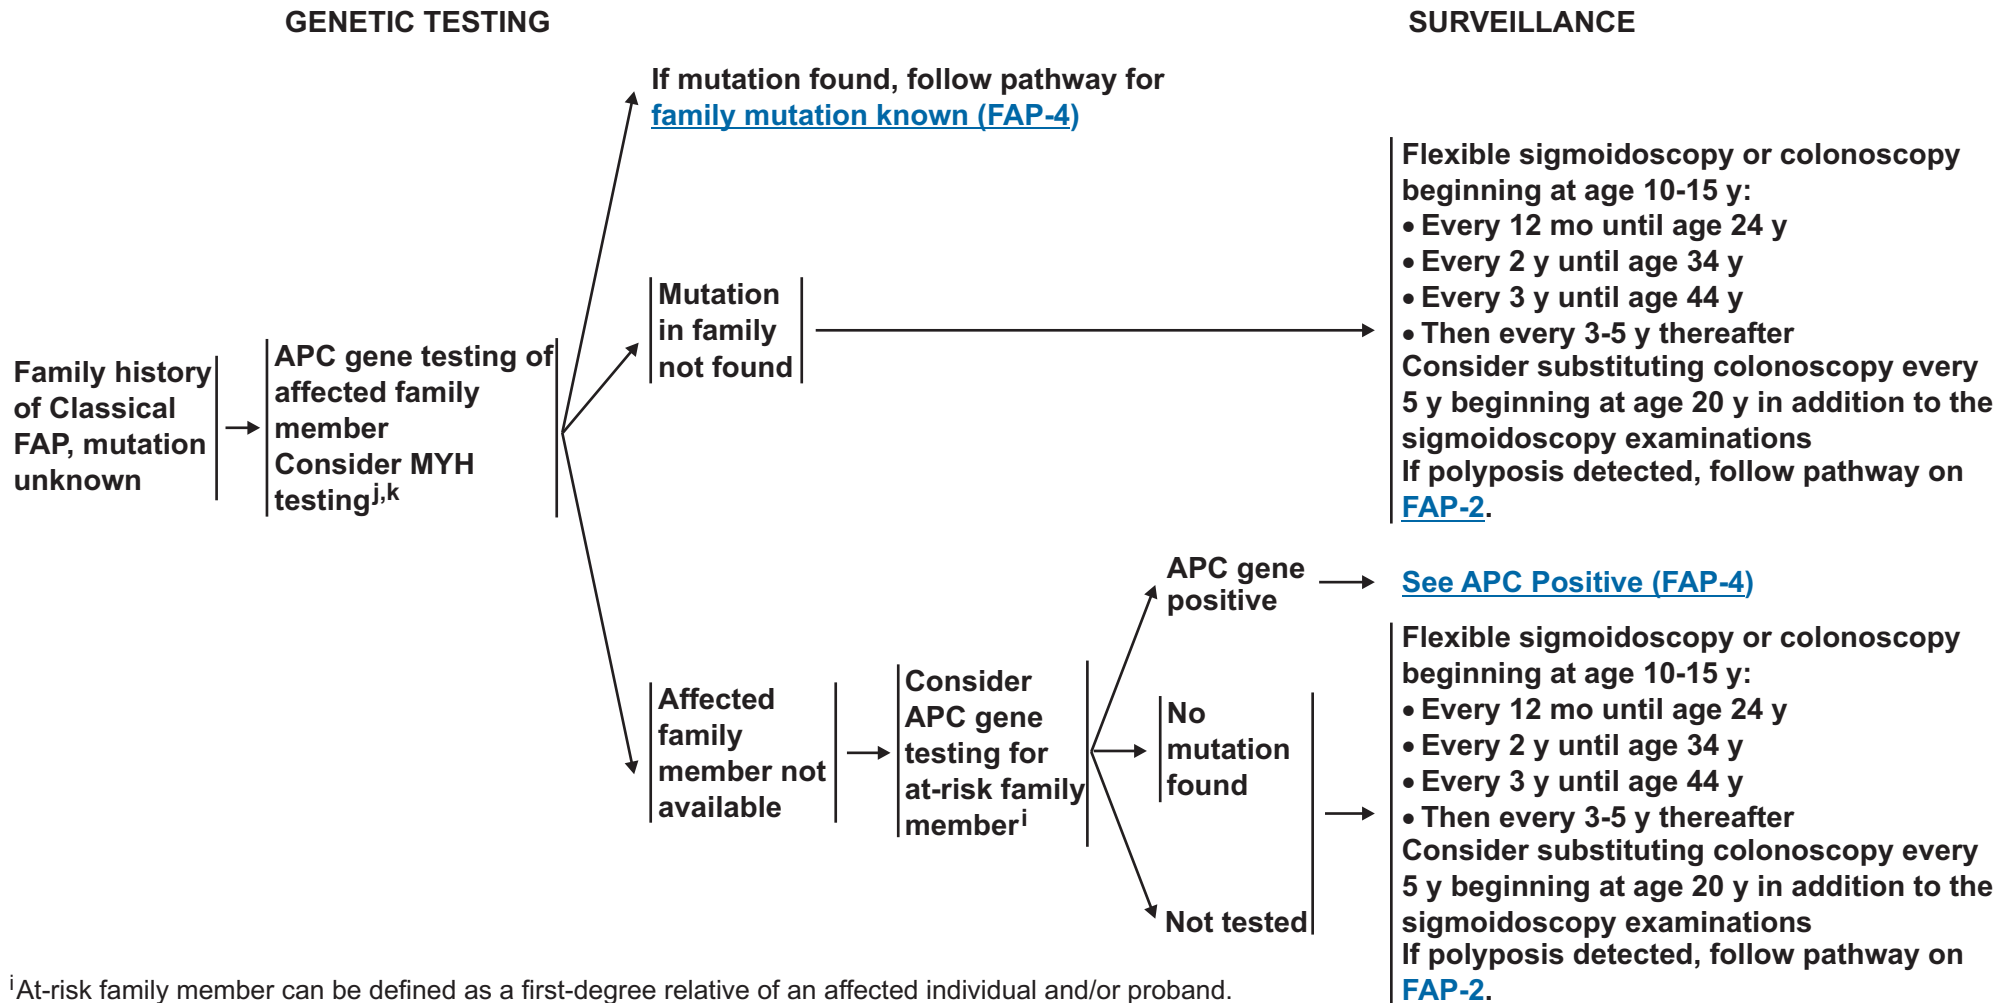 GENETIC TESTING
SURVEILLANCE
If mutation found, follow pathway for
family mutation known (FAP-4)
Family history
of Classical
FAP, mutation
unknown
APC gene testing of
affected family
member
Consider MYH
testing j,k
Mutation
in family
not found
Flexible sigmoidoscopy or colonoscopy
beginning at age 10-15 y:
• Every 12 mo until age 24 y
• Every 2 y until age 34 y
• Every 3 y until age 44 y
• Then every 3-5 y thereafter
Consider substituting colonoscopy every
5 y beginning at age 20 y in addition to the
sigmoidoscopy examinations
If polyposis detected, follow pathway on
FAP-2.
Affected
family
member not
available
Consider
APC gene
testing for
at-risk family
member i
APC gene
positive
See APC Positive (FAP-4)
No
mutation
found
Not tested
Flexible sigmoidoscopy or colonoscopy
beginning at age 10-15 y:
• Every 12 mo until age 24 y
• Every 2 y until age 34 y
• Every 3 y until age 44 y
• Then every 3-5 y thereafter
Consider substituting colonoscopy every
5 y beginning at age 20 y in addition to the
sigmoidoscopy examinations
If polyposis detected, follow pathway on
FAP-2.
i At-risk family member can be defined as a first-degree relative of an affected individual and/or proband.